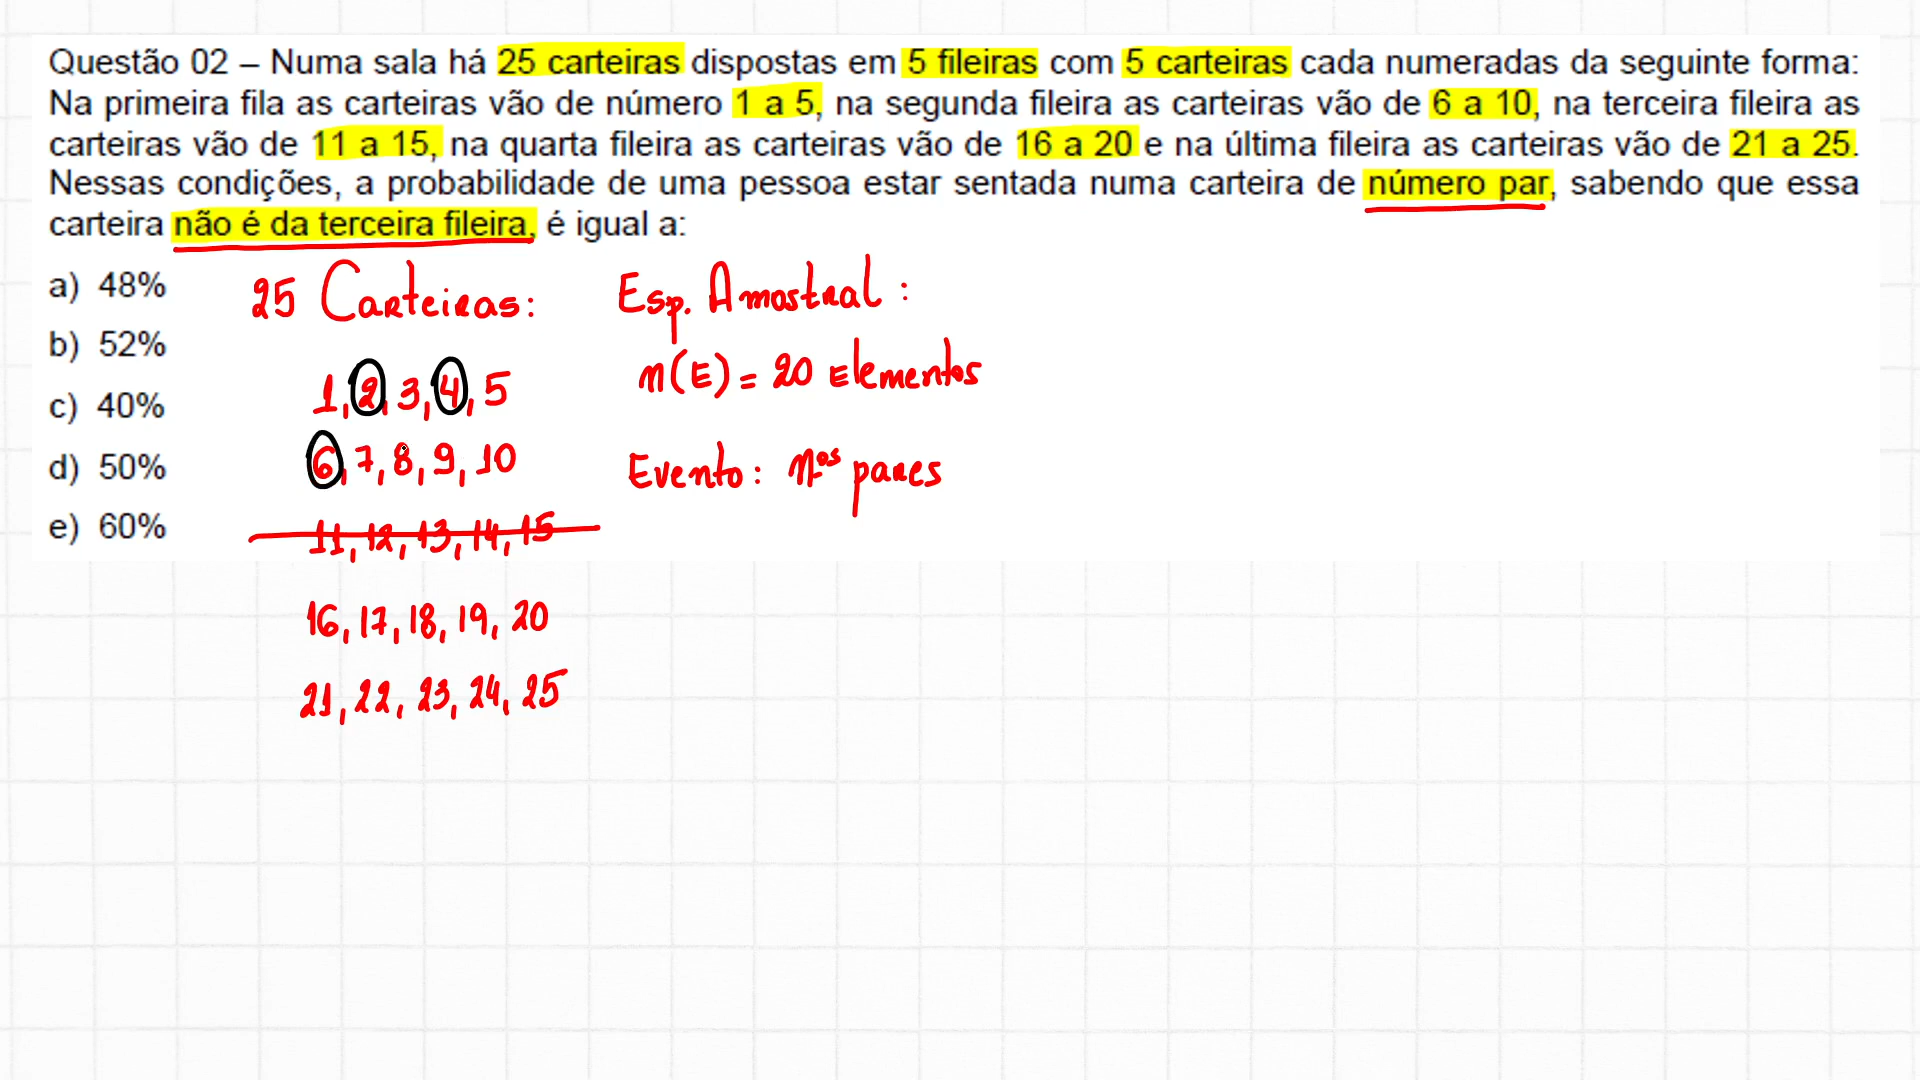 Questão 02 – Numa sala há 25 carteiras dispostas em 5 fileiras com 5 carteiras cada numeradas da seguinte forma:
Na primeira fila as carteiras vão de número 1 a 5, na segunda fileira as carteiras vão de 6 a 10, na terceira fileira as
carteiras vão de 11 a 15, na quarta fileira as carteiras vão de 16 a 20 e na última fileira as carteiras vão de 21 a 25.
Nessas condições, a probabilidade de uma pessoa estar sentada numa carteira de número par, sabendo que essa
carteira não é da terceira fileira, é igual a:
a) 48%
b) 52%
c) 40%
d) 50%
e) 60%
25 Carteiras:
1, 2, 3, 4, 5
6, 7, 8, 9, 10
11, 12, 13, 14, 15
16, 17, 18, 19, 20
21, 22, 23, 24, 25
Esp. Amostral:
n(E) = 20 Elementos
Evento: nºs pares